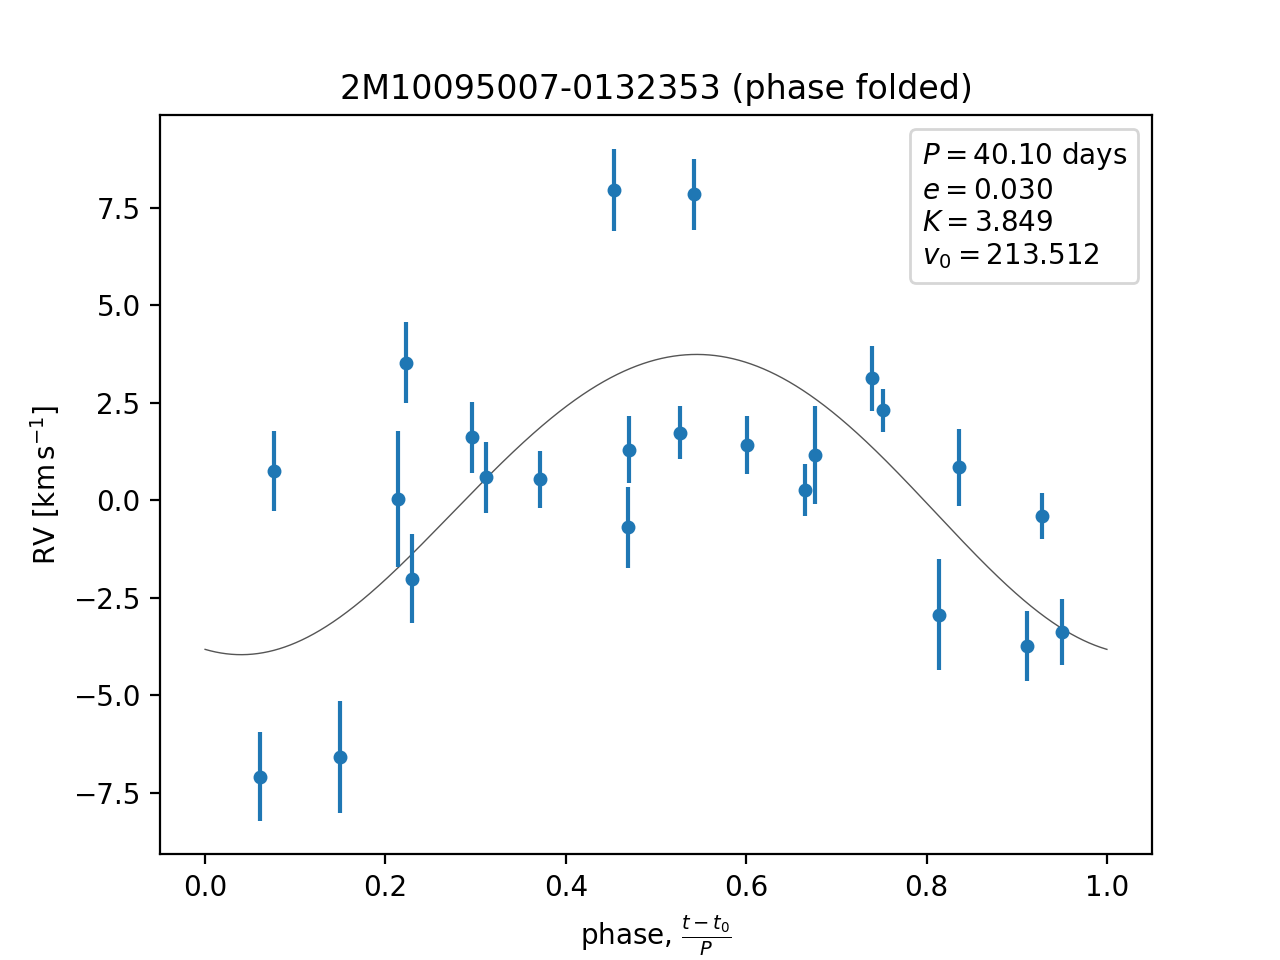 2M10095007-0132353 (phase folded)
P = 40.10 days
e = 0.030
K = 3.849
v₀ = 213.512
RV [km s⁻¹]
7.5
5.0
2.5
0.0
−2.5
−5.0
−7.5
0.0 0.2 0.4 0.6 0.8 1.0
phase, (t − t₀)/P